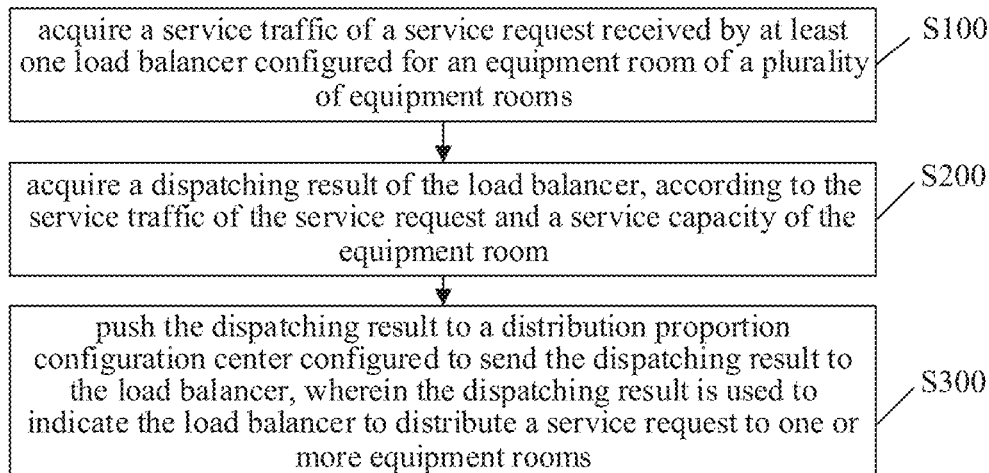 acquire a service traffic of a service request received by at least
one load balancer configured for an equipment room of a plurality
of equipment rooms
S100
acquire a dispatching result of the load balancer, according to the
service traffic of the service request and a service capacity of the
equipment room
S200
push the dispatching result to a distribution proportion
configuration center configured to send the dispatching result to
the load balancer, wherein the dispatching result is used to
indicate the load balancer to distribute a service request to one or
more equipment rooms
S300